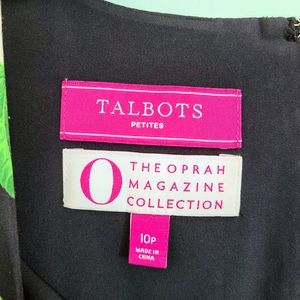 TALBOTS
PETITES
O THE OPRAH
MAGAZINE
COLLECTION
10P
MADE IN
CHINA